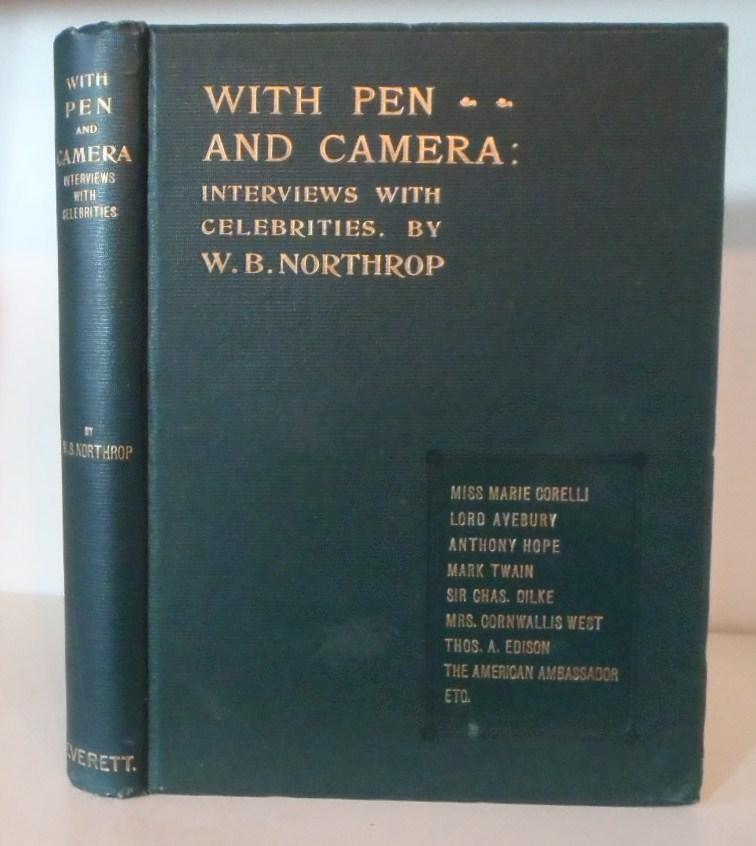 WITH
PEN
AND
CAMERA
INTERVIEWS
WITH
CELEBRITIES
BY
W.B.NORTHROP
EVERETT.
WITH PEN
AND CAMERA:
INTERVIEWS WITH
CELEBRITIES. BY
W. B. NORTHROP
MISS MARIE CORELLI
LORD AVEBURY
ANTHONY HOPE
MARK TWAIN
SIR CHAS. DILKE
MRS. CORNWALLIS WEST
THOS. A. EDISON
THE AMERICAN AMBASSADOR
ETC.